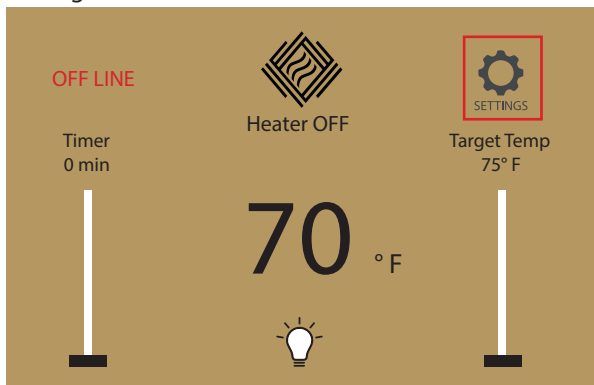 OFF LINE
Heater OFF
SETTINGS
Timer
0 min
Target Temp
75° F
70 ° F